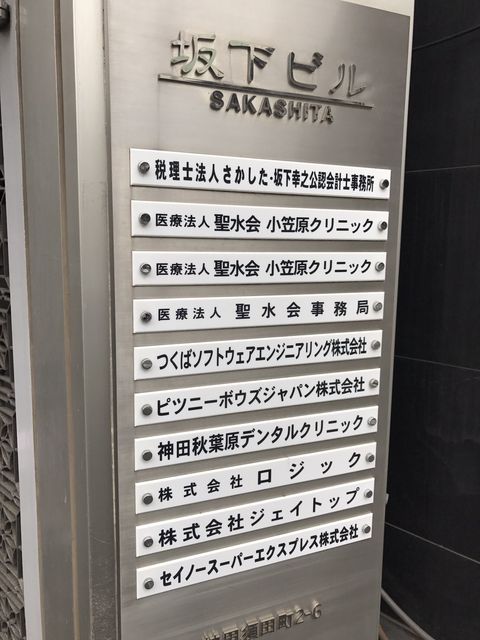 坂下ビル
SAKASHITA
税理士法人さかした・坂下幸之公認会計士事務所
医療法人 聖水会 小笠原クリニック
医療法人 聖水会 小笠原クリニック
医療法人 聖水会事務局
つくばソフトウェアエンジニアリング株式会社
ピツニーボウズジャパン株式会社
神田秋葉原デンタルクリニック
株式会社 ロジック
株式会社ジェイトップ
セイノースーパーエクスプレス株式会社
神田須田町2-6